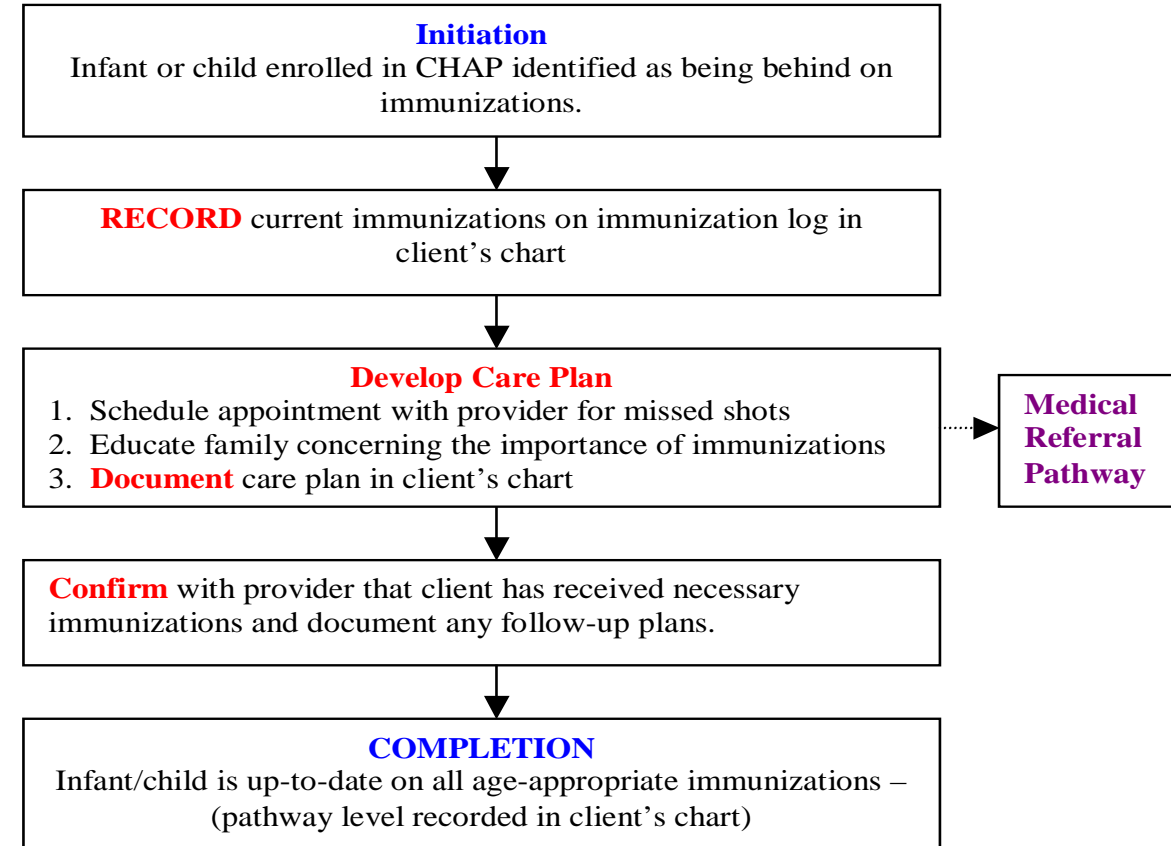 Initiation
Infant or child enrolled in CHAP identified as being behind on
immunizations.
RECORD current immunizations on immunization log in
client's chart
Develop Care Plan
1. Schedule appointment with provider for missed shots
2. Educate family concerning the importance of immunizations
3. Document care plan in client's chart
Medical
Referral
Pathway
Confirm with provider that client has received necessary
immunizations and document any follow-up plans.
COMPLETION
Infant/child is up-to-date on all age-appropriate immunizations –
(pathway level recorded in client's chart)